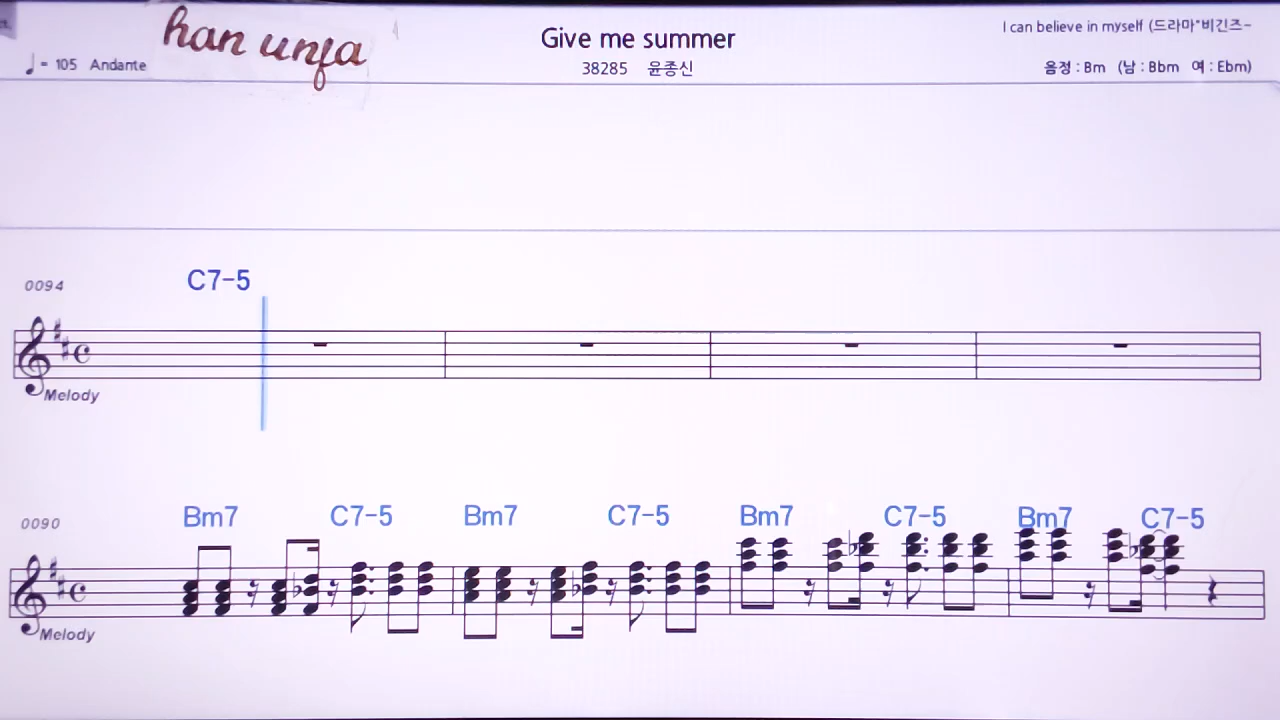 han unfa
Give me summer
I can believe in myself (드라마"비긴즈-
♩= 105 Andante
38285 윤종신
음정 : Bm (남 : Bbm 여 : Ebm)
0094 C7-5
Melody
0090 Bm7 C7-5 Bm7 C7-5 Bm7 C7-5 Bm7 C7-5
Melody